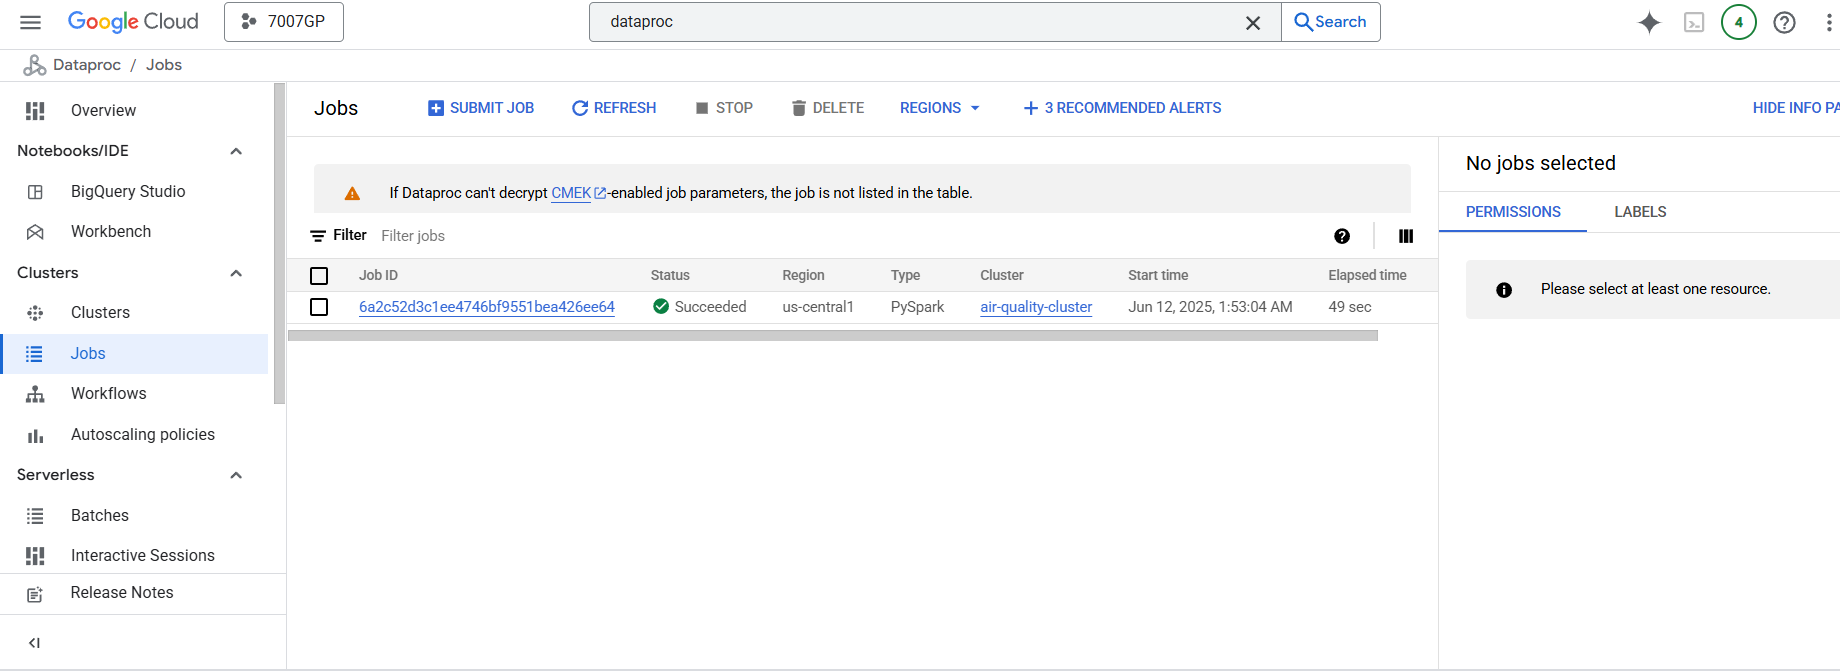 Google Cloud
7007GP
dataproc
Search
4
Dataproc / Jobs
Overview
Notebooks/IDE
BigQuery Studio
Workbench
Clusters
Clusters
Jobs
Workflows
Autoscaling policies
Serverless
Batches
Interactive Sessions
Release Notes
Jobs
SUBMIT JOB
REFRESH
STOP
DELETE
REGIONS
3 RECOMMENDED ALERTS
HIDE INFO PA
If Dataproc can't decrypt CMEK-enabled job parameters, the job is not listed in the table.
Filter Filter jobs
Job ID Status Region Type Cluster Start time Elapsed time
6a2c52d3c1ee4746bf9551bea426ee64 Succeeded us-central1 PySpark air-quality-cluster Jun 12, 2025, 1:53:04 AM 49 sec
No jobs selected
PERMISSIONS LABELS
Please select at least one resource.